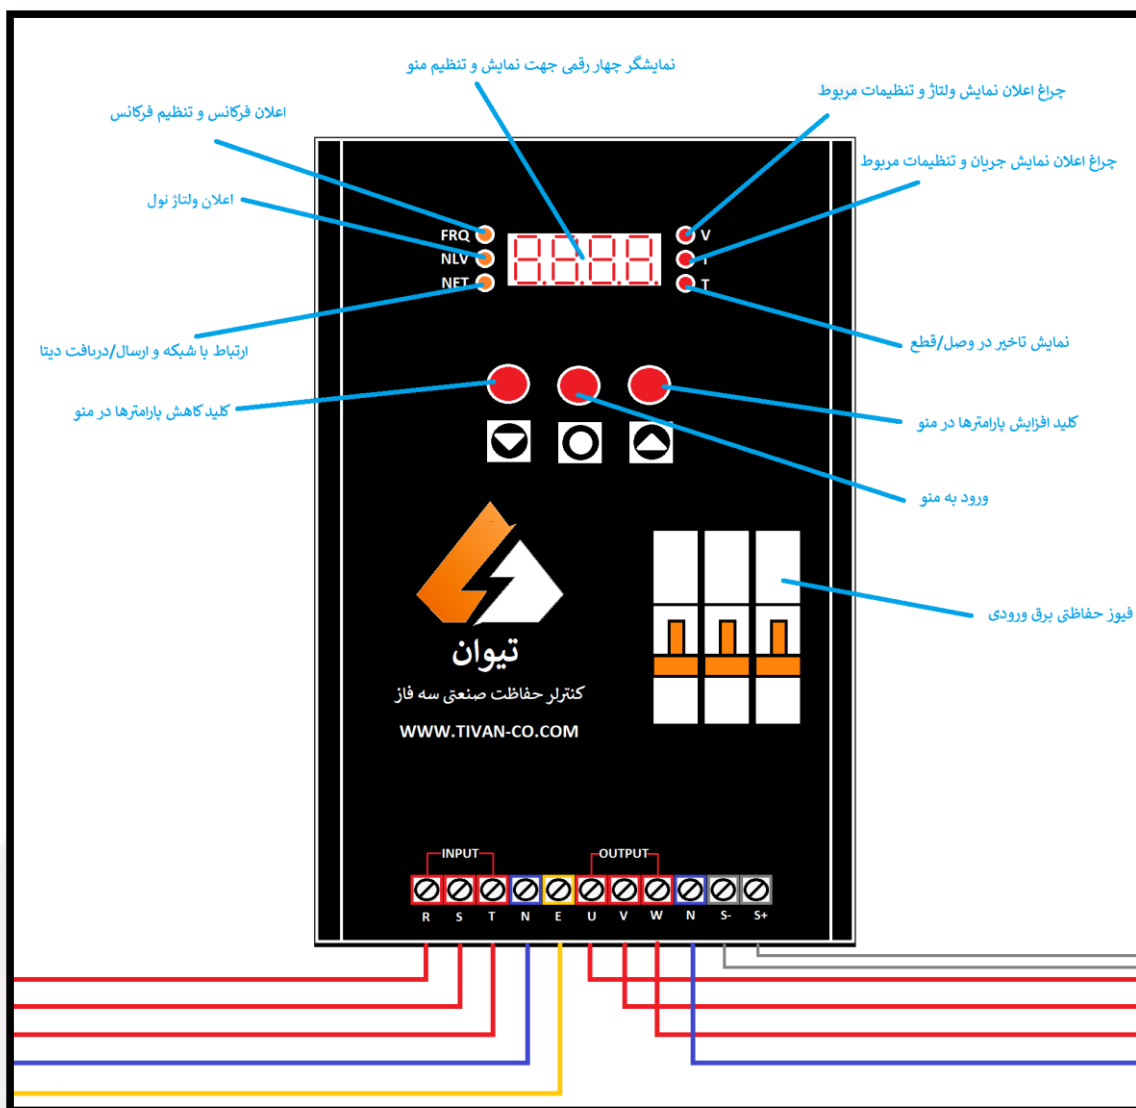 نمایشگر چهار رقمی جهت نمایش و تنظیم منو
چراغ اعلان نمایش ولتاژ و تنظیمات مربوط
اعلان فرکانس و تنظیم فرکانس
چراغ اعلان نمایش جریان و تنظیمات مربوط
اعلان ولتاژ نول
FRQ
V
NLV
I
NET
T
نمایش تاخیر در وصل/قطع
ارتباط با شبکه و ارسال/دریافت دیتا
کلید کاهش پارامترها در منو
کلید افزایش پارامترها در منو
ورود به منو
فیوز حفاظتی برق ورودی
تیوان
کنترلر حفاظت صنعتی سه فاز
WWW.TIVAN-CO.COM
INPUT OUTPUT
R S T N E U V W N S- S+